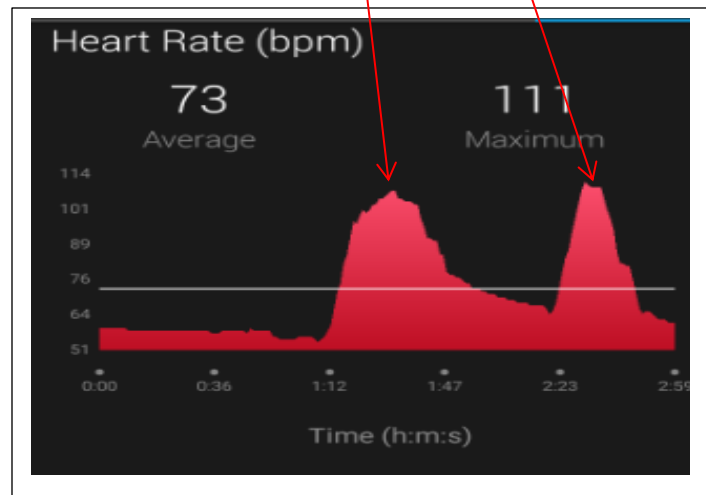 Heart Rate (bpm)
73 111
Average Maximum
114
101
89
76
64
51
0:00 0:36 1:12 1:47 2:23 2:59
Time (h:m:s)